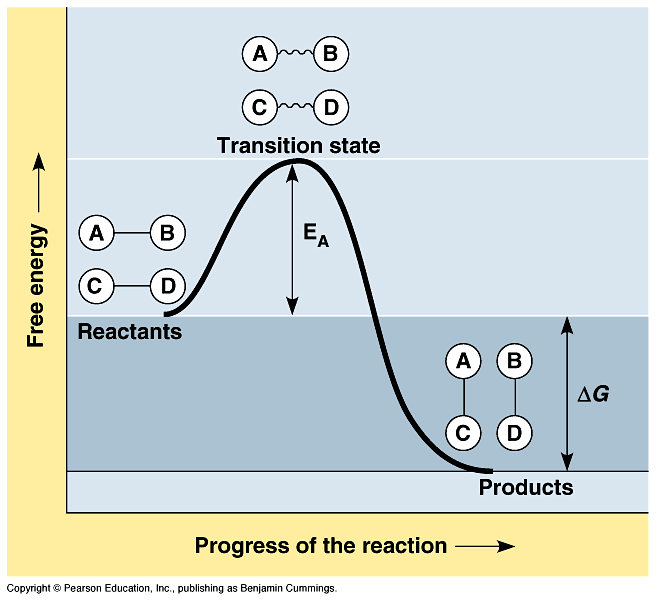 A B
C D
Transition state
Free energy
A B
C D
E_A
Reactants
A B
C D
ΔG
Products
Progress of the reaction
Copyright © Pearson Education, Inc., publishing as Benjamin Cummings.